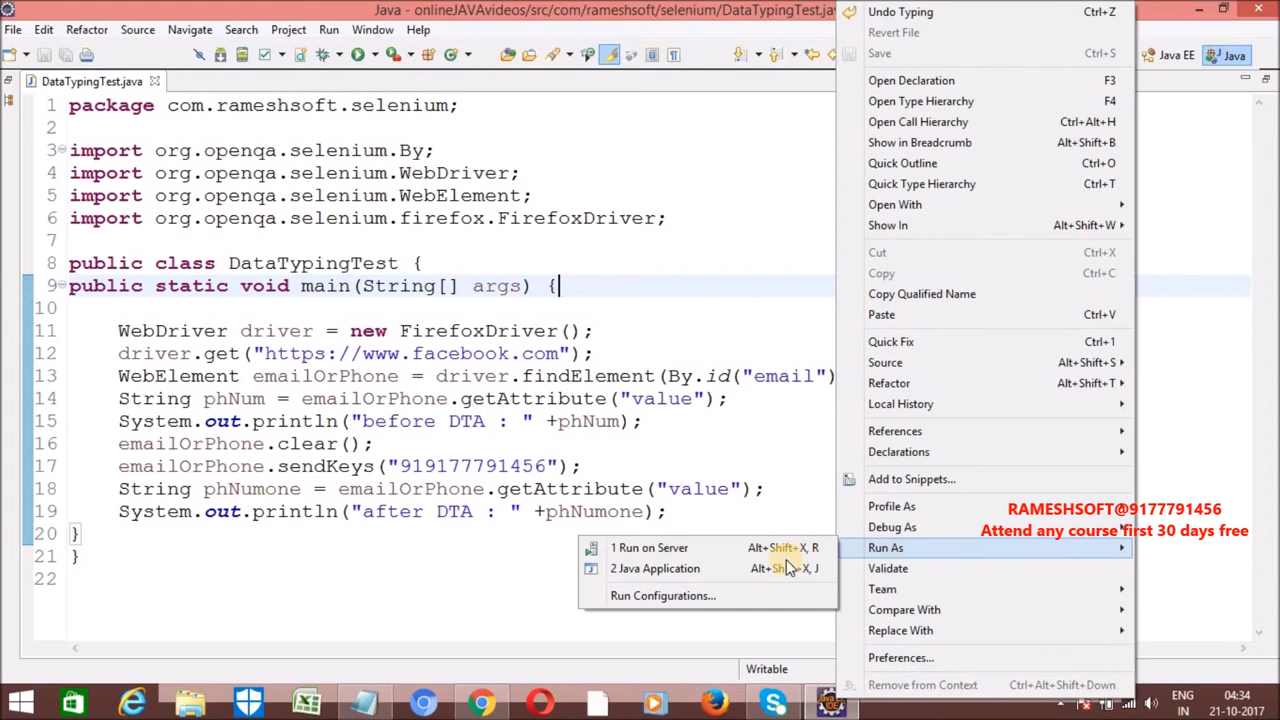 Java - onlineJAVAvideos/src/com/rameshsoft/selenium/DataTypingTest.java
File Edit Refactor Source Navigate Search Project Run Window Help
Java EE Java
DataTypingTest.java
1 package com.rameshsoft.selenium;
2
3 import org.openqa.selenium.By;
4 import org.openqa.selenium.WebDriver;
5 import org.openqa.selenium.WebElement;
6 import org.openqa.selenium.firefox.FirefoxDriver;
7
8 public class DataTypingTest {
9 public static void main(String[] args) {
10
11 WebDriver driver = new FirefoxDriver();
12 driver.get("https://www.facebook.com");
13 WebElement emailOrPhone = driver.findElement(By.id("email")
14 String phNum = emailOrPhone.getAttribute("value");
15 System.out.println("before DTA : " +phNum);
16 emailOrPhone.clear();
17 emailOrPhone.sendKeys("919177791456");
18 String phNumone = emailOrPhone.getAttribute("value");
19 System.out.println("after DTA : " +phNumone);
20 }
21 }
22
Undo Typing Ctrl+Z
Revert File
Save Ctrl+S
Open Declaration F3
Open Type Hierarchy F4
Open Call Hierarchy Ctrl+Alt+H
Show in Breadcrumb Alt+Shift+B
Quick Outline Ctrl+O
Quick Type Hierarchy Ctrl+T
Open With
Show In Alt+Shift+W
Cut Ctrl+X
Copy Ctrl+C
Copy Qualified Name
Paste Ctrl+V
Quick Fix Ctrl+1
Source Alt+Shift+S
Refactor Alt+Shift+T
Local History
References
Declarations
Add to Snippets...
Profile As
Debug As
Run As
Validate
Team
Compare With
Replace With
Preferences...
Remove from Context Ctrl+Alt+Shift+Down
1 Run on Server Alt+Shift+X, R
2 Java Application Alt+Shift+X, J
Run Configurations...
RAMESHSOFT@9177791456
Attend any course first 30 days free
Writable
ENG 04:34
IN 21-10-2017